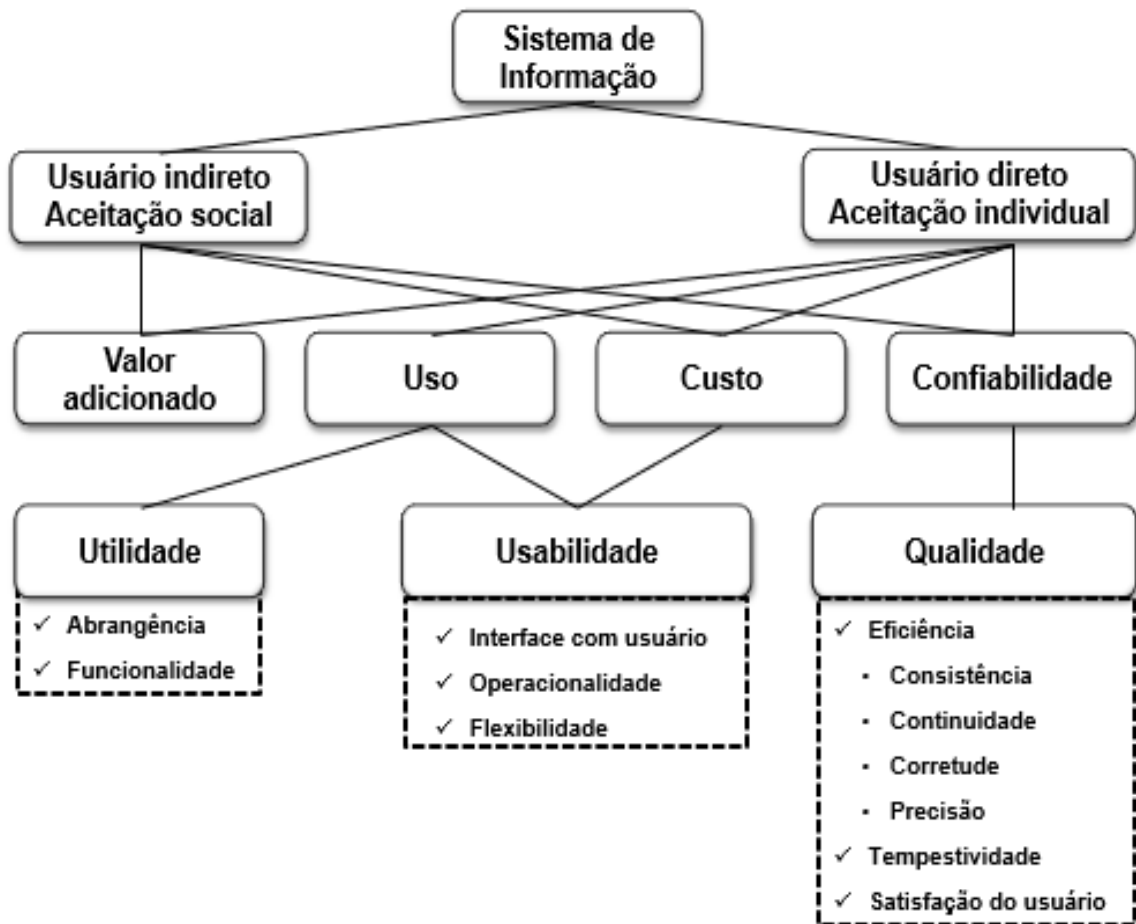 Sistema de
Informação
Usuário indireto
Aceitação social
Usuário direto
Aceitação individual
Valor
adicionado
Uso
Custo
Confiabilidade
Utilidade
✓ Abrangência
✓ Funcionalidade
Usabilidade
✓ Interface com usuário
✓ Operacionalidade
✓ Flexibilidade
Qualidade
✓ Eficiência
▪ Consistência
▪ Continuidade
▪ Corretude
▪ Precisão
✓ Tempestividade
✓ Satisfação do usuário